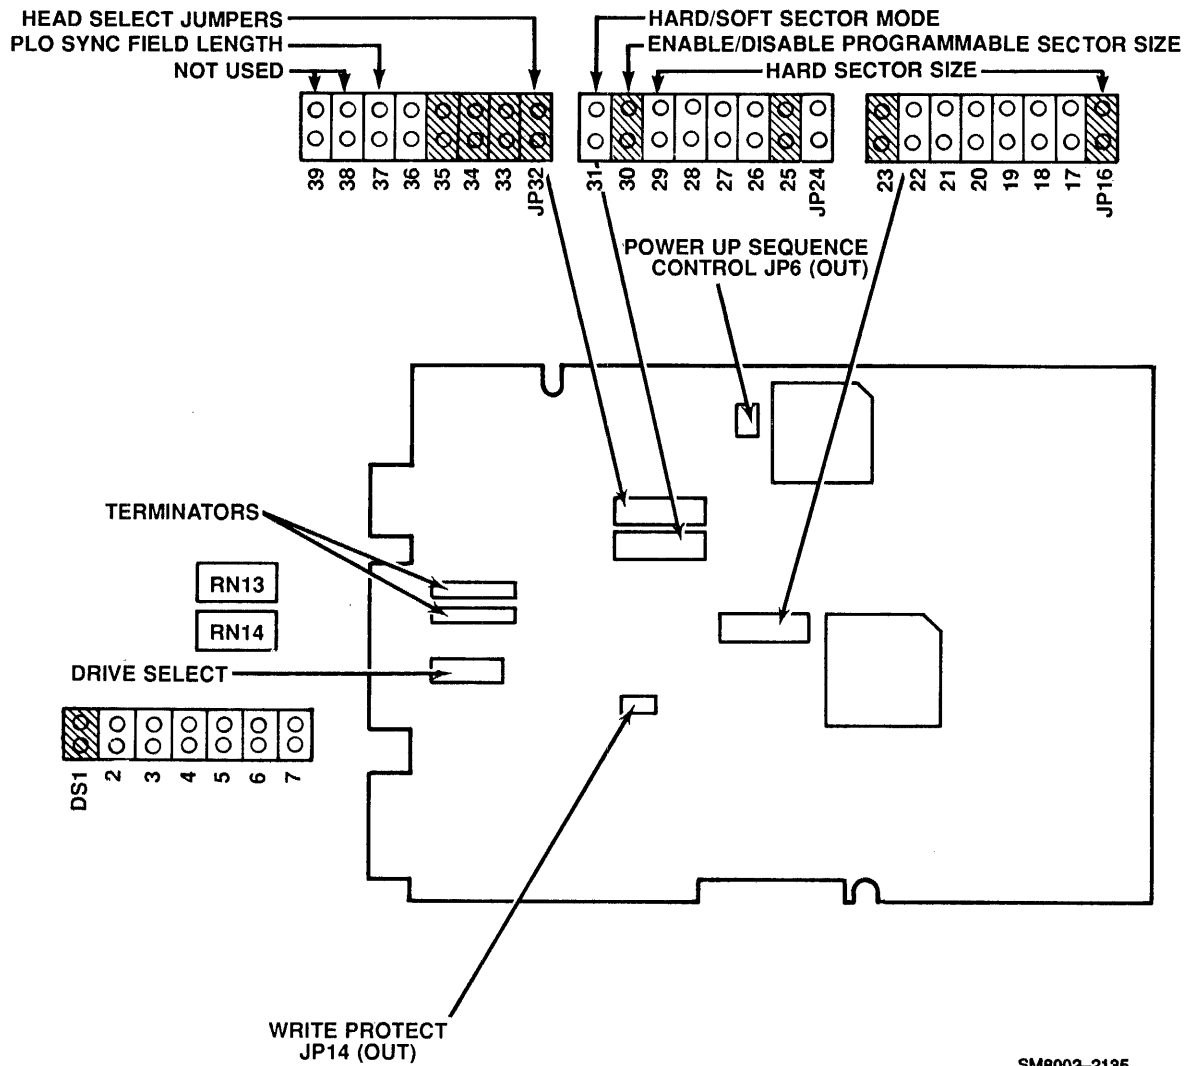 HEAD SELECT JUMPERS
PLO SYNC FIELD LENGTH
NOT USED
HARD/SOFT SECTOR MODE
ENABLE/DISABLE PROGRAMMABLE SECTOR SIZE
HARD SECTOR SIZE
39 38 37 36 35 34 33 JP32
31 30 29 28 27 26 25 JP24
23 22 21 20 19 18 17 JP16
POWER UP SEQUENCE
CONTROL JP6 (OUT)
TERMINATORS
RN13
RN14
DRIVE SELECT
DS1 2 3 4 5 6 7
WRITE PROTECT
JP14 (OUT)
SM8003-2135